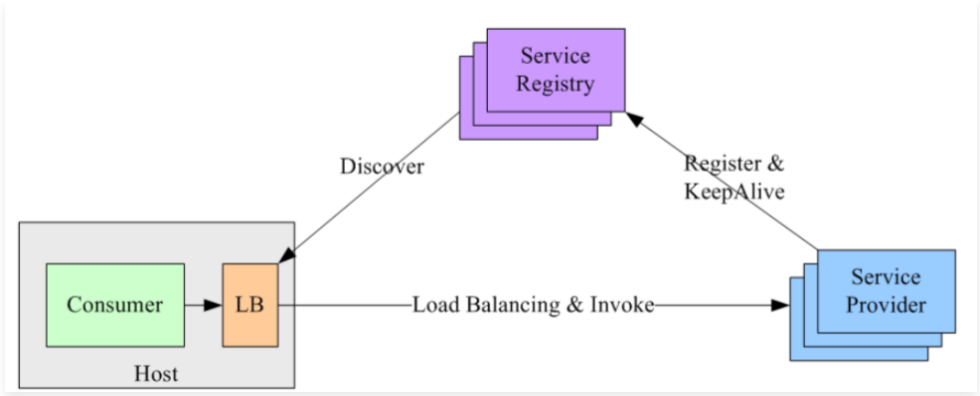 Service
Registry
Discover
Register &
KeepAlive
Consumer
LB
Load Balancing & Invoke
Service
Provider
Host